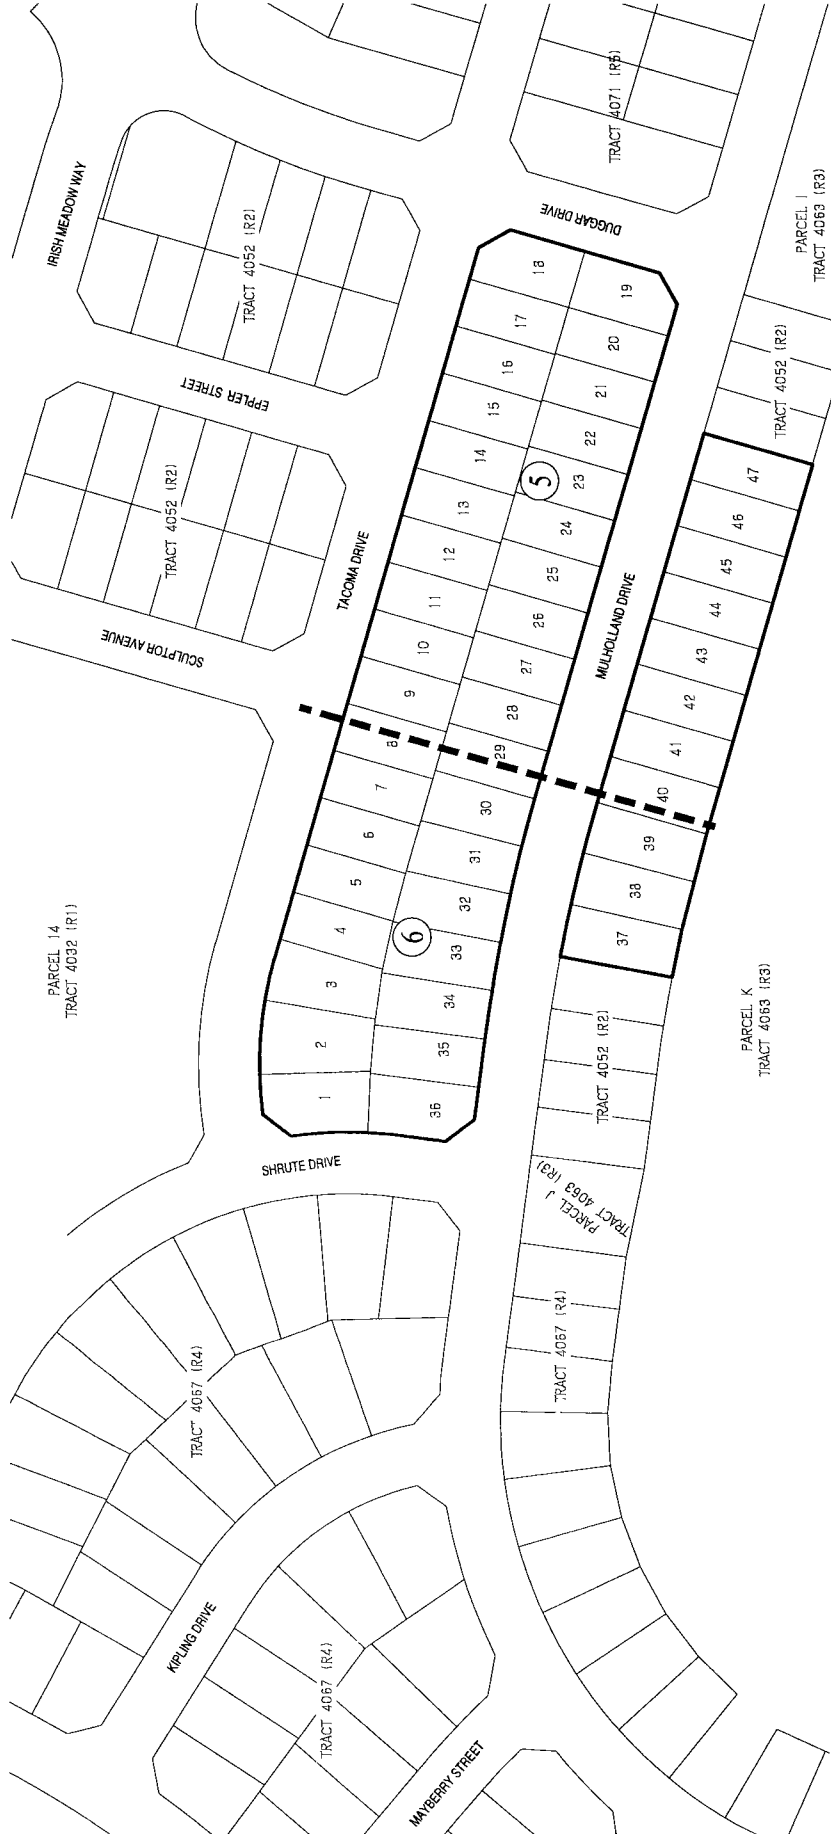 IRISH MEADOW WAY
TRACT 4071 (R5)
TRACT 4052 (R2)
DUGGAR DRIVE
PARCEL I
TRACT 4063 (R3)
EPPLER STREET
TRACT 4052 (R2)
TRACT 4052 (R2)
TACOMA DRIVE
SCULPTOR AVENUE
MULHOLLAND DRIVE
18
19
17
20
16
21
15
22
14
5
23
13
24
12
25
11
26
10
27
9
28
8
29
7
30
6
31
5
32
4
6
33
3
34
2
35
1
36
47
46
45
44
43
42
41
40
39
38
37
PARCEL 14
TRACT 4032 (R1)
PARCEL K
TRACT 4063 (R3)
TRACT 4052 (R2)
SHRUTE DRIVE
PARCEL J
TRACT 4063 (R3)
TRACT 4067 (R4)
TRACT 4067 (R4)
KIPLING DRIVE
TRACT 4067 (R4)
MAYBERRY STREET